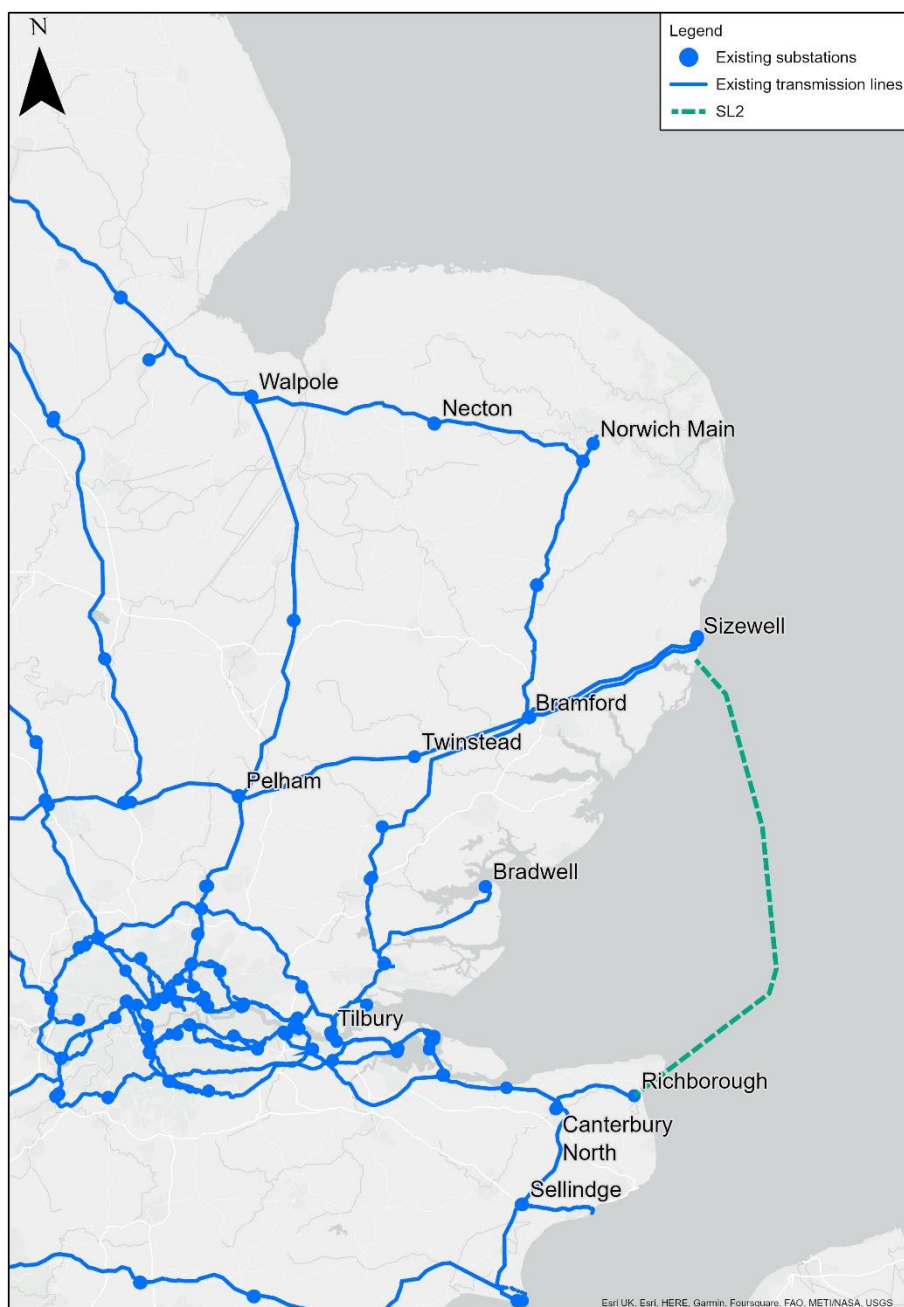 N
Legend
Existing substations
Existing transmission lines
SL2
Walpole
Necton
Norwich Main
Sizewell
Bramford
Twinstead
Pelham
Bradwell
Tilbury
Richborough
Canterbury
North
Sellindge
Esri UK, Esri, HERE, Garmin, Foursquare, FAO, METI/NASA, USGS